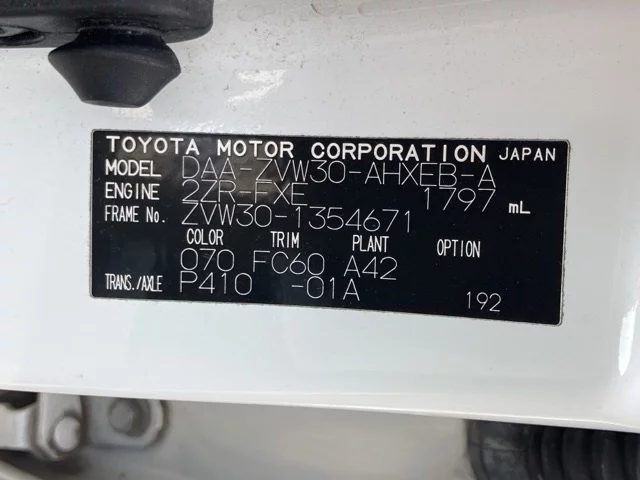 TOYOTA MOTOR CORPORATION JAPAN
MODEL DAA-ZVW30-AHXEB-A
ENGINE 2ZR-FXE 1797 mL
FRAME No. ZVW30-1354671
COLOR TRIM PLANT OPTION
070 FC60 A42
TRANS./AXLE P410 -01A 192